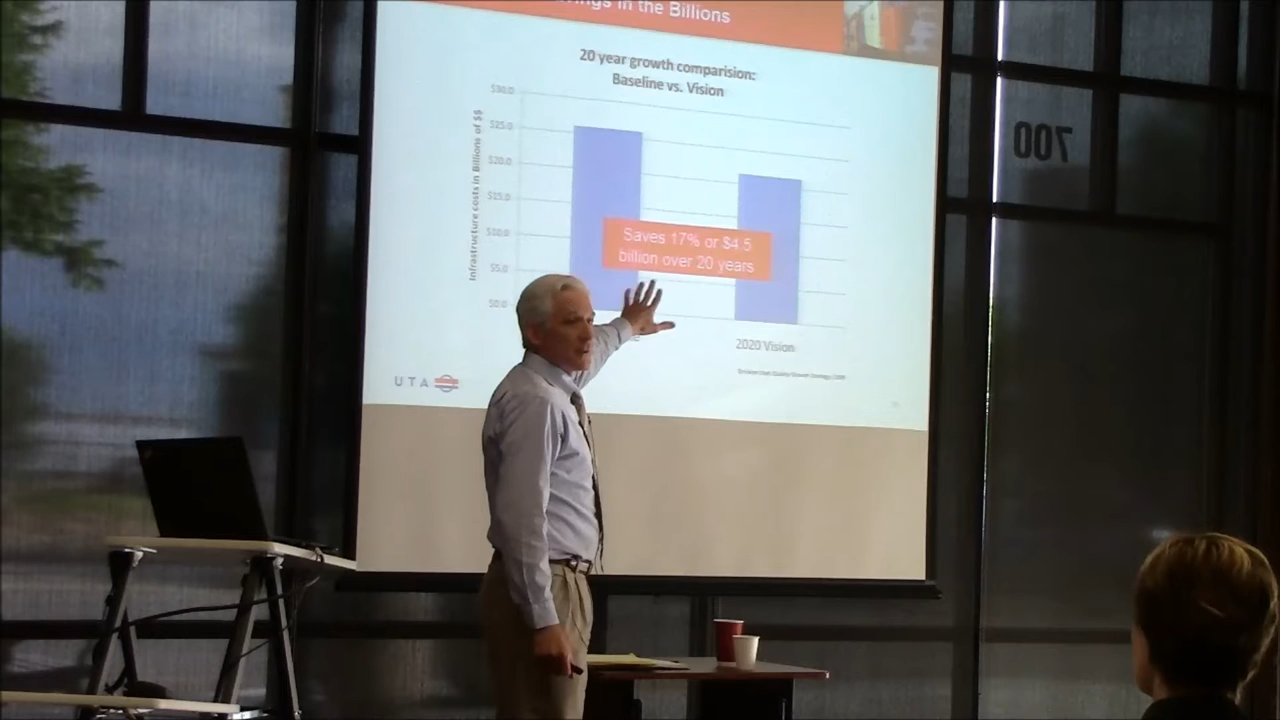 ings in the Billions
20 year growth comparision:
Baseline vs. Vision
Infrastructure costs in Billions of $$
$30.0
$25.0
$20.0
$15.0
$10.0
$5.0
$0.0
Saves 17% or $4.5
billion over 20 years
2020 Vision
UTA
700